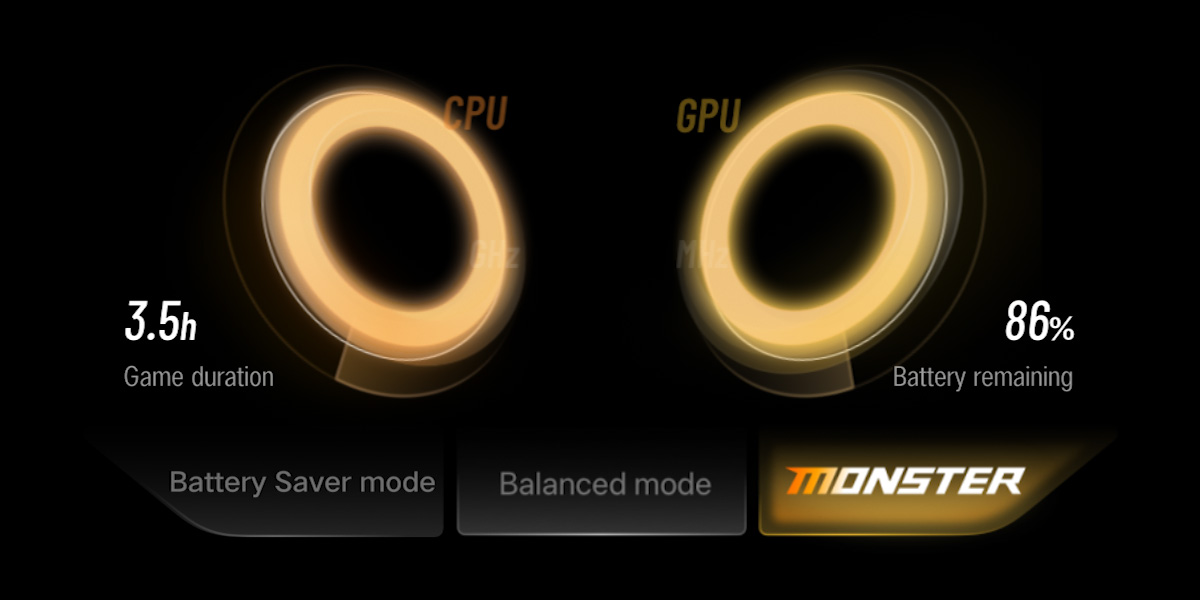 CPU
GPU
GHz
MHz
3.5h
86%
Game duration
Battery remaining
Battery Saver mode
Balanced mode
MONSTER